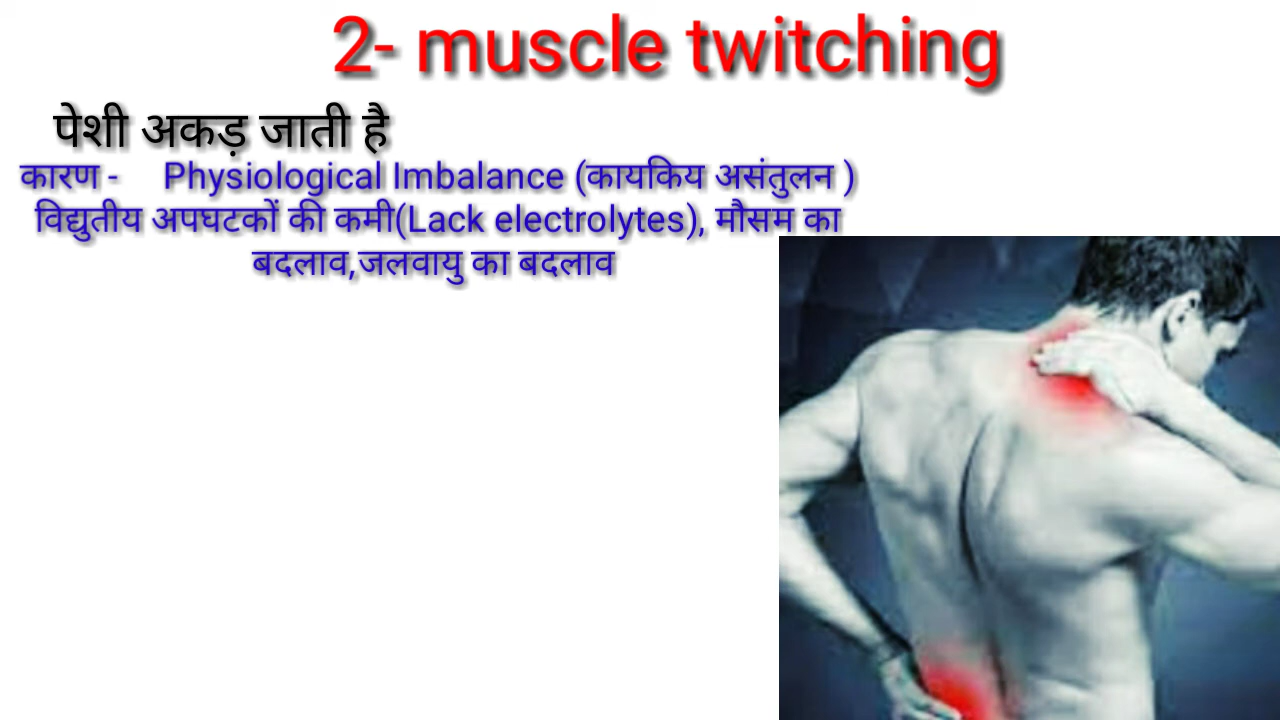 2- muscle twitching
पेशी अकड़ जाती है
कारण - Physiological Imbalance (कायकिय असंतुलन )
विद्युतीय अपघटकों की कमी(Lack electrolytes), मौसम का
बदलाव,जलवायु का बदलाव